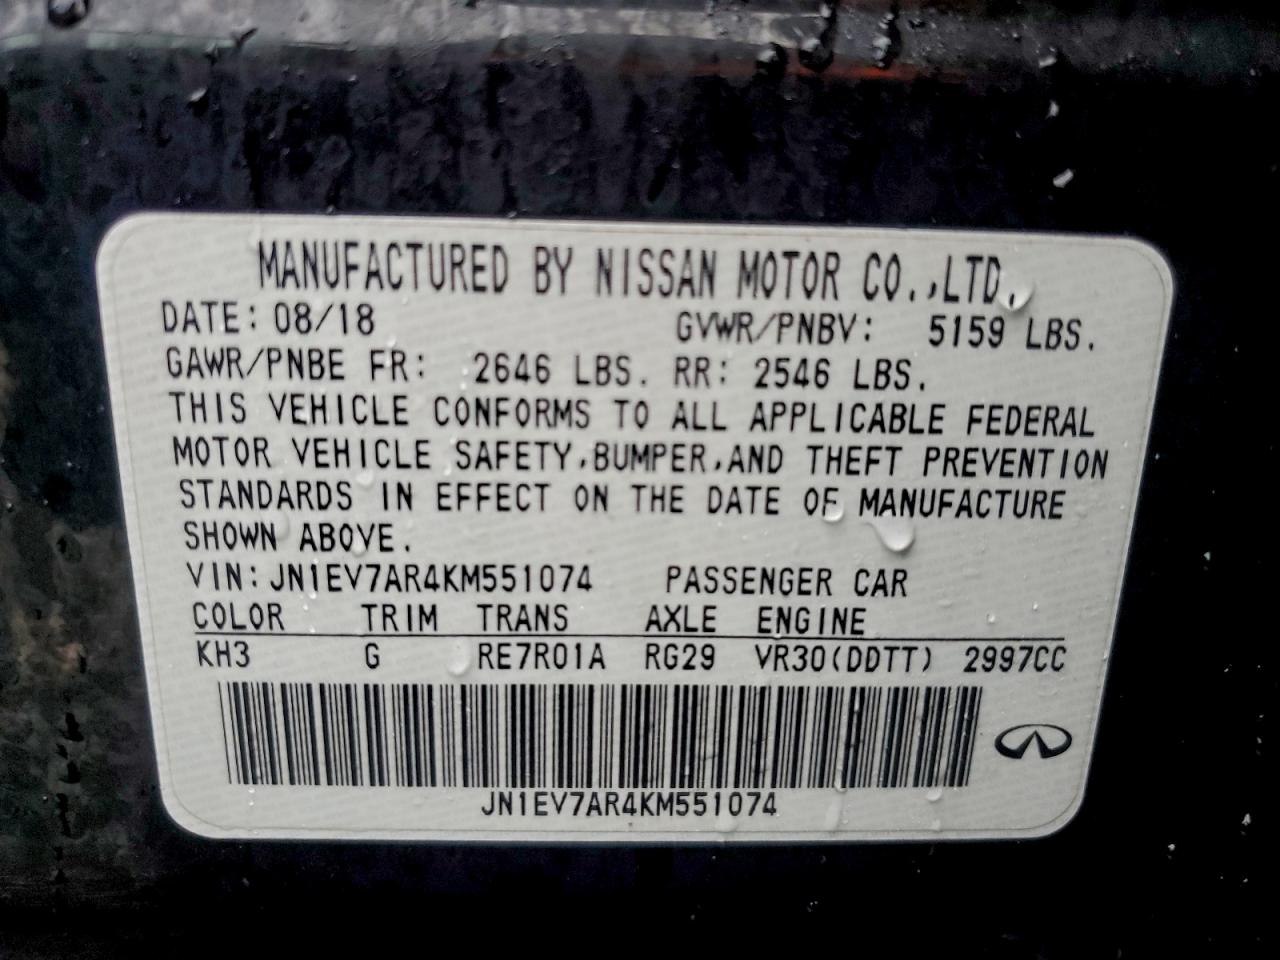 MANUFACTURED BY NISSAN MOTOR CO.,LTD.
DATE: 08/18 GVWR/PNBV: 5159 LBS.
GAWR/PNBE FR: 2646 LBS. RR: 2546 LBS.
THIS VEHICLE CONFORMS TO ALL APPLICABLE FEDERAL
MOTOR VEHICLE SAFETY,BUMPER,AND THEFT PREVENTION
STANDARDS IN EFFECT ON THE DATE OF MANUFACTURE
SHOWN ABOVE.
VIN:JN1EV7AR4KM551074 PASSENGER CAR
COLOR TRIM TRANS AXLE ENGINE
KH3 G RE7R01A RG29 VR30(DDTT) 2997CC
JN1EV7AR4KM551074